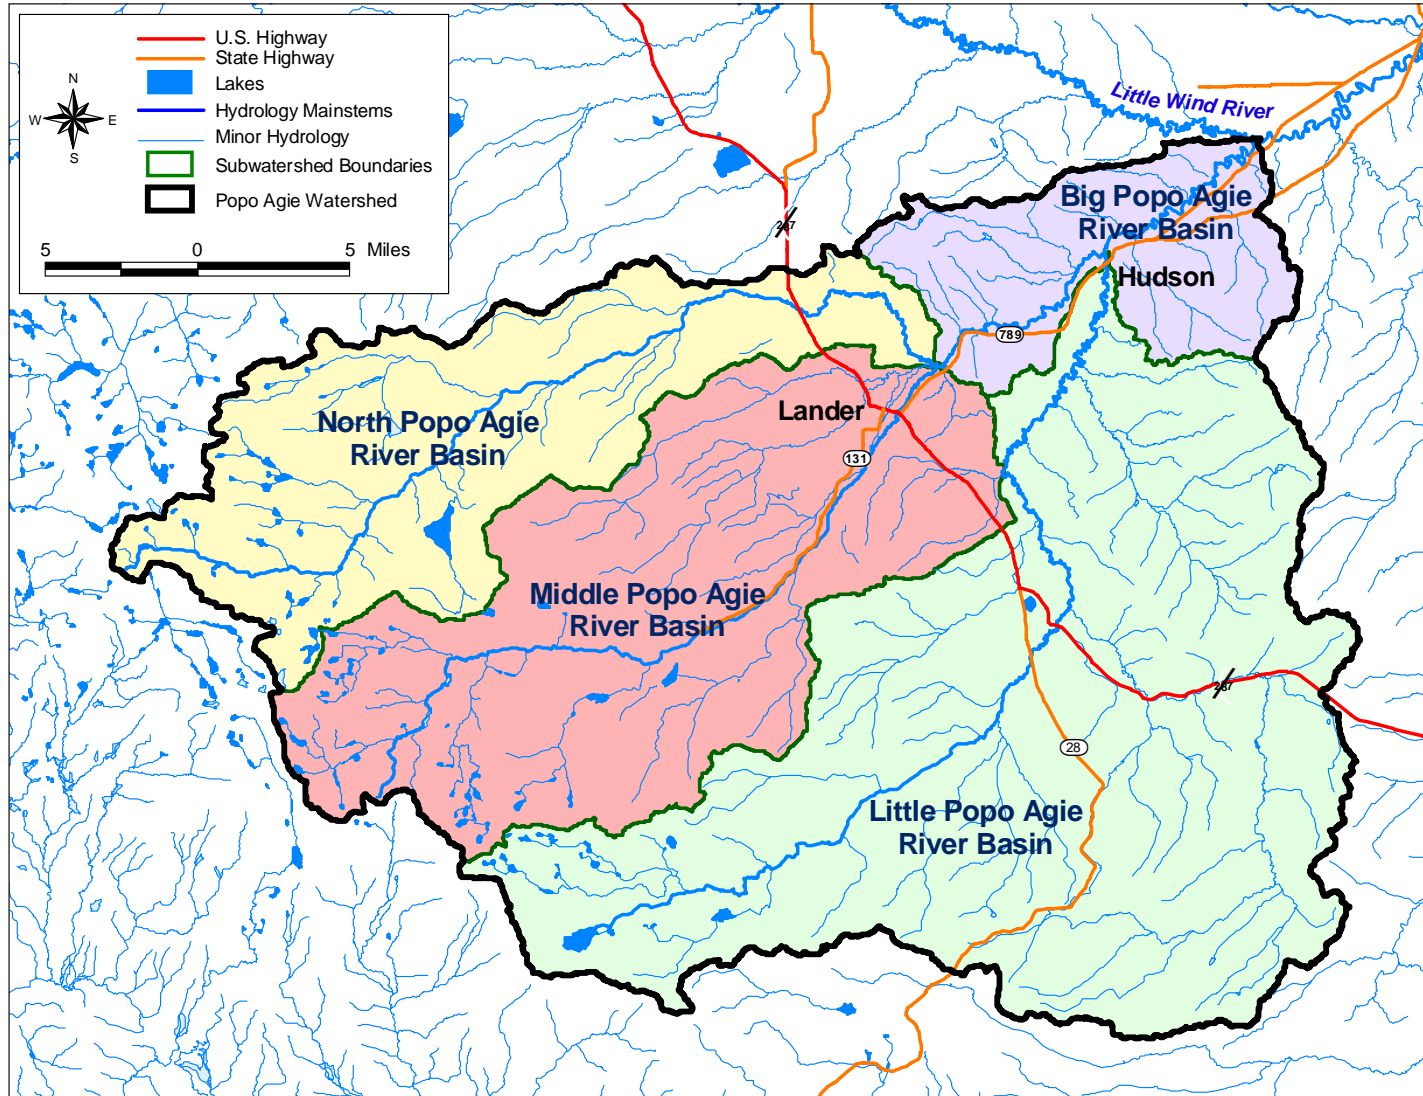 U.S. Highway
State Highway
Lakes
Hydrology Mainstems
Minor Hydrology
Subwatershed Boundaries
Popo Agie Watershed
N
W
E
S
5
0
5 Miles
Little Wind River
287
Big Popo Agie
River Basin
Hudson
789
North Popo Agie
River Basin
Lander
131
Middle Popo Agie
River Basin
287
28
Little Popo Agie
River Basin